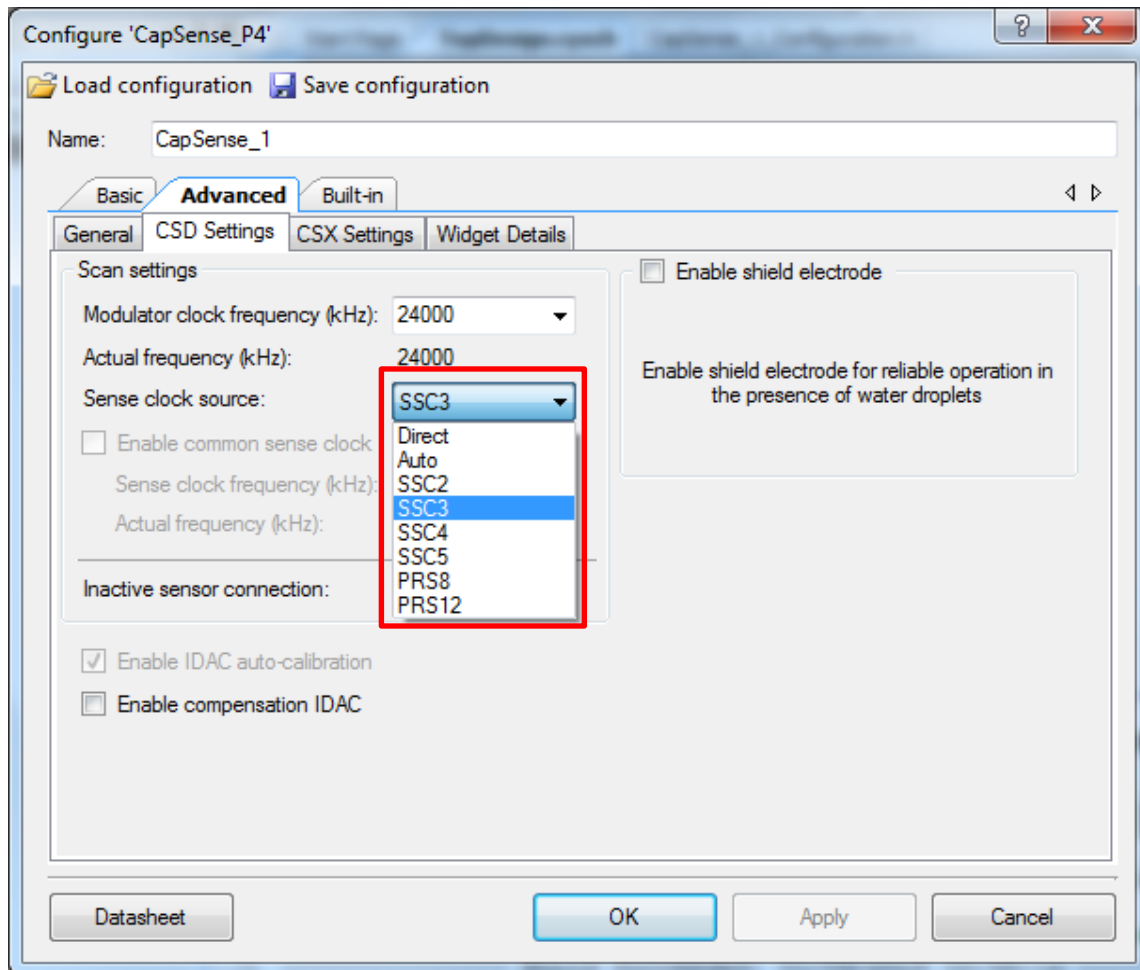 Configure 'CapSense_P4'
?
Load configuration Save configuration
Name: CapSense_1
Basic Advanced Built-in
General CSD Settings CSX Settings Widget Details
Scan settings
Enable shield electrode
Modulator clock frequency (kHz): 24000
Actual frequency (kHz): 24000
Enable shield electrode for reliable operation in
the presence of water droplets
Sense clock source: SSC3
Direct
Enable common sense clock
Auto
SSC2
Sense clock frequency (kHz):
SSC3
Actual frequency (kHz):
SSC4
SSC5
Inactive sensor connection:
PRS8
PRS12
Enable IDAC auto-calibration
Enable compensation IDAC
Datasheet OK Apply Cancel